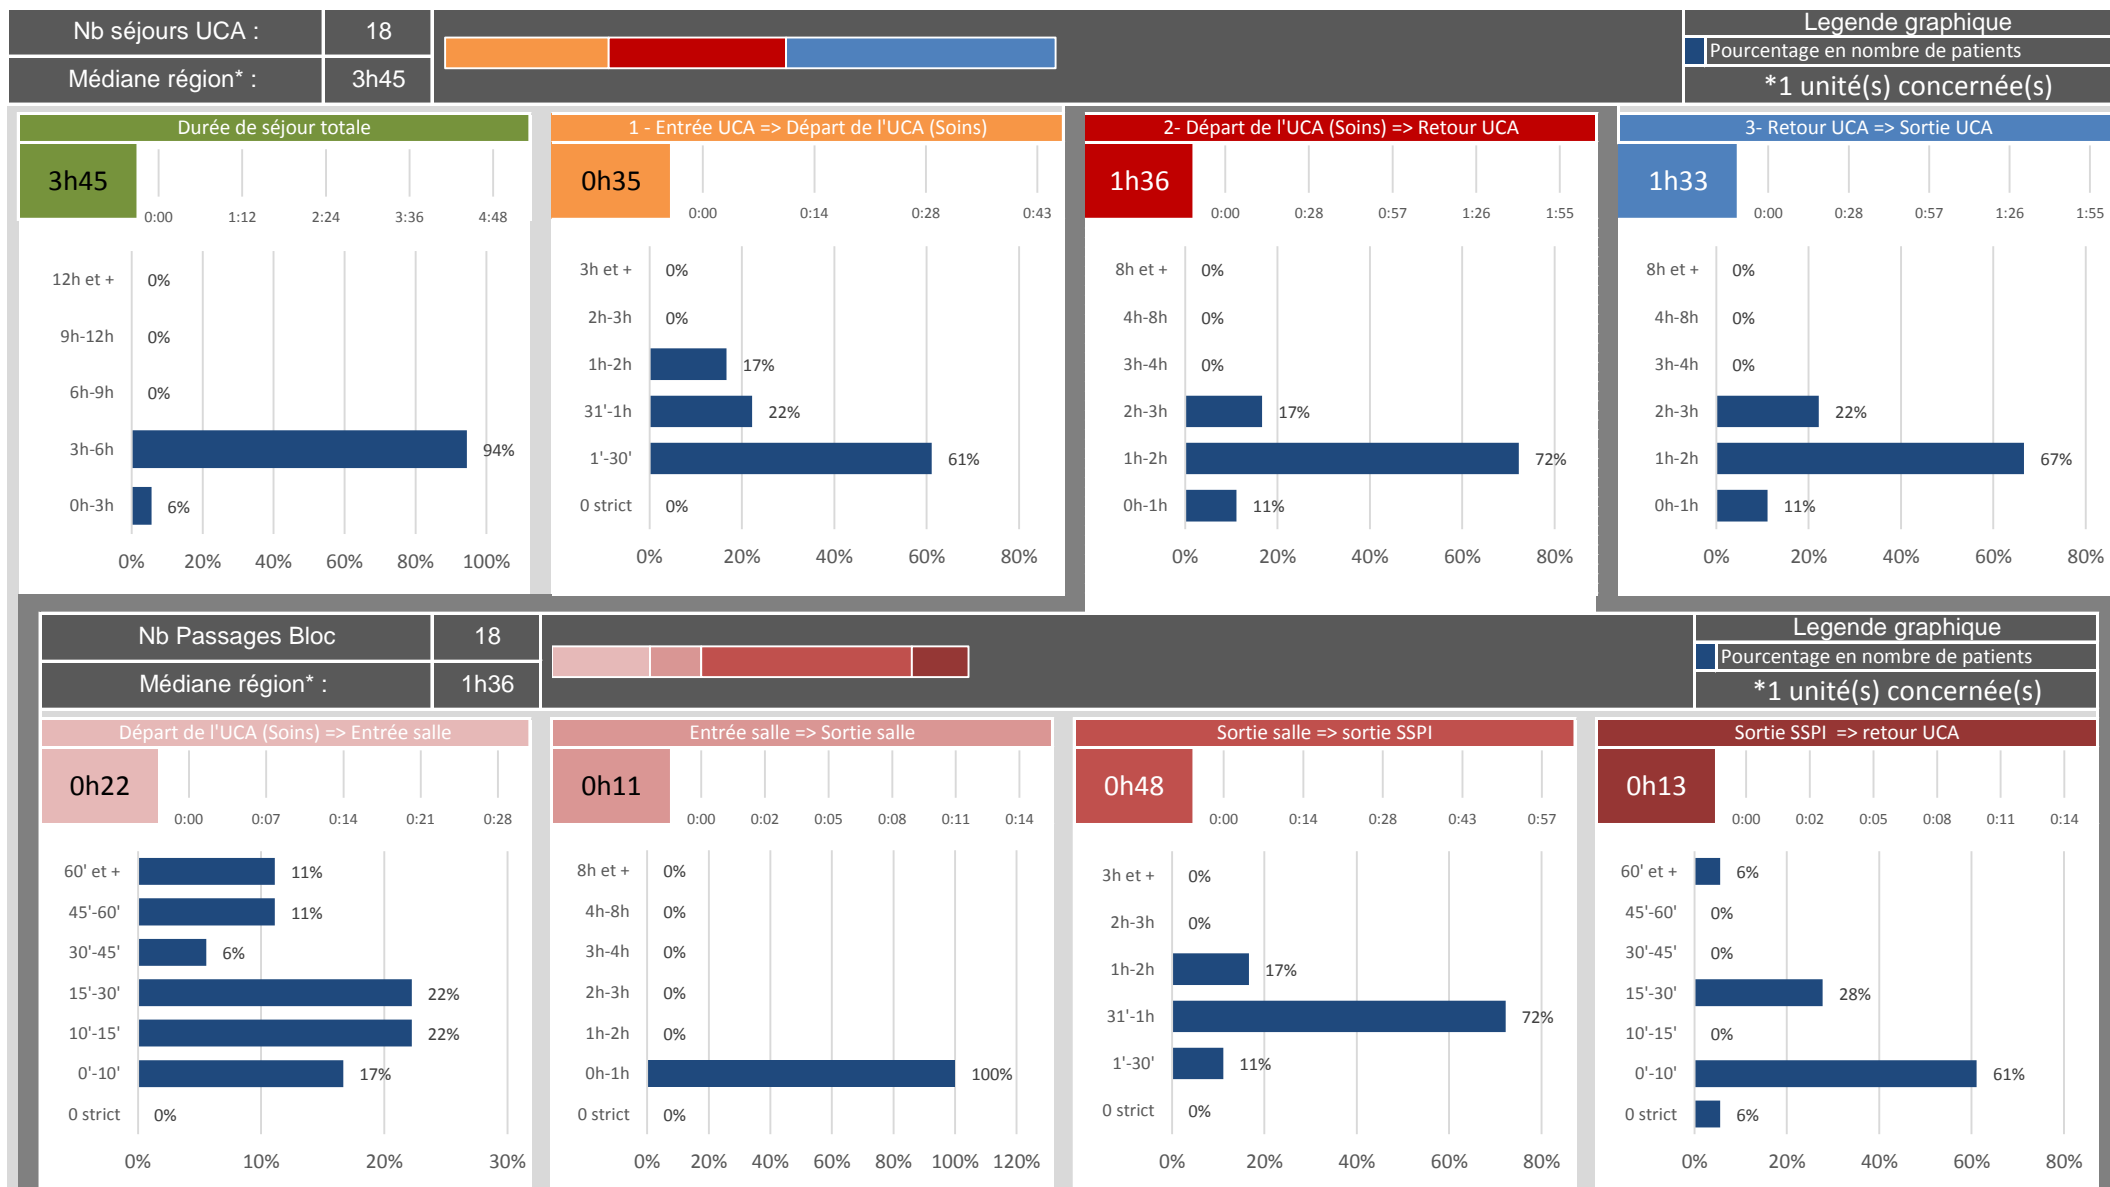 Nb séjours UCA : 18
Médiane région* : 3h45
Legende graphique
Pourcentage en nombre de patients
*1 unité(s) concernée(s)
Durée de séjour totale
3h45
0:00 1:12 2:24 3:36 4:48
12h et + 0%
9h-12h 0%
6h-9h 0%
3h-6h 94%
0h-3h 6%
0% 20% 40% 60% 80% 100%
1 - Entrée UCA => Départ de l'UCA (Soins)
0h35
0:00 0:14 0:28 0:43
3h et + 0%
2h-3h 0%
1h-2h 17%
31'-1h 22%
1'-30' 61%
0 strict 0%
0% 20% 40% 60% 80%
2- Départ de l'UCA (Soins) => Retour UCA
1h36
0:00 0:28 0:57 1:26 1:55
8h et + 0%
4h-8h 0%
3h-4h 0%
2h-3h 17%
1h-2h 72%
0h-1h 11%
0% 20% 40% 60% 80%
3- Retour UCA => Sortie UCA
1h33
0:00 0:28 0:57 1:26 1:55
8h et + 0%
4h-8h 0%
3h-4h 0%
2h-3h 22%
1h-2h 67%
0h-1h 11%
0% 20% 40% 60% 80%
Nb Passages Bloc 18
Médiane région* : 1h36
Legende graphique
Pourcentage en nombre de patients
*1 unité(s) concernée(s)
Départ de l'UCA (Soins) => Entrée salle
0h22
0:00 0:07 0:14 0:21 0:28
60' et + 11%
45'-60' 11%
30'-45' 6%
15'-30' 22%
10'-15' 22%
0'-10' 17%
0 strict 0%
0% 10% 20% 30%
Entrée salle => Sortie salle
0h11
0:00 0:02 0:05 0:08 0:11 0:14
8h et + 0%
4h-8h 0%
3h-4h 0%
2h-3h 0%
1h-2h 0%
0h-1h 100%
0 strict 0%
0% 20% 40% 60% 80% 100% 120%
Sortie salle => sortie SSPI
0h48
0:00 0:14 0:28 0:43 0:57
3h et + 0%
2h-3h 0%
1h-2h 17%
31'-1h 72%
1'-30' 11%
0 strict 0%
0% 20% 40% 60% 80%
Sortie SSPI => retour UCA
0h13
0:00 0:02 0:05 0:08 0:11 0:14
60' et + 6%
45'-60' 0%
30'-45' 0%
15'-30' 28%
10'-15' 0%
0'-10' 61%
0 strict 6%
0% 20% 40% 60% 80%